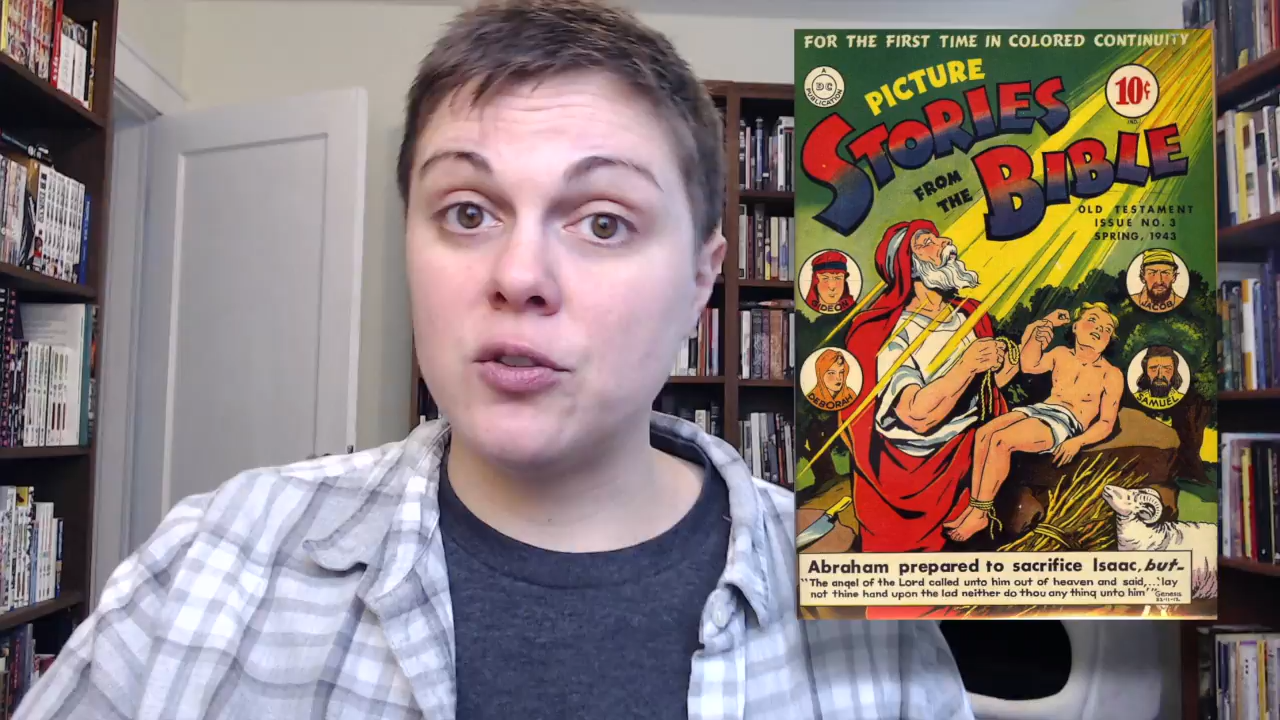 FOR THE FIRST TIME IN COLORED CONTINUITY
A
DC
PUBLICATION
PICTURE
STORIES
FROM
THE
BIBLE
10¢
OLD TESTAMENT
ISSUE NO. 3
SPRING, 1943
GIDEON
JACOB
DEBORAH
SAMUEL
Abraham prepared to sacrifice Isaac, but-
"The angel of the Lord called unto him out of heaven and said,...'lay
not thine hand upon the lad neither do thou any thing unto him'"
Genesis